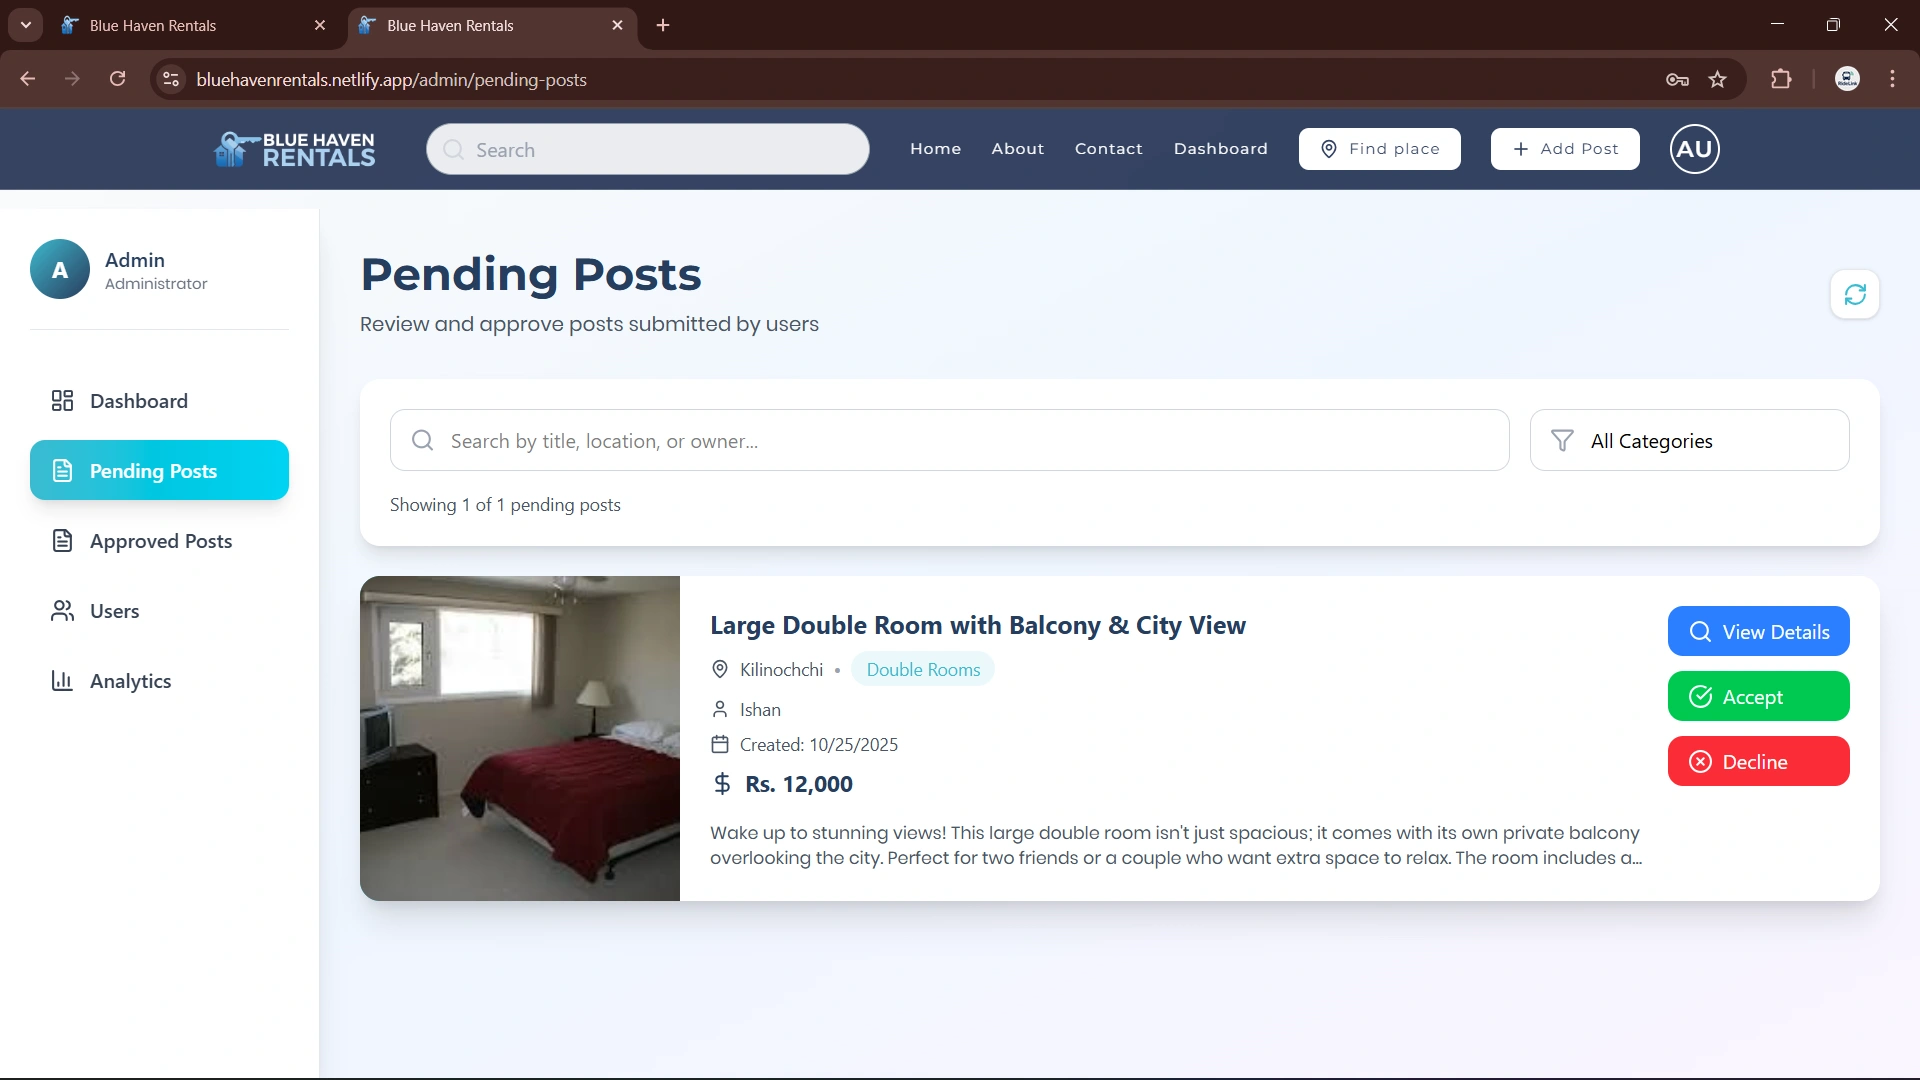 Blue Haven Rentals
Blue Haven Rentals
bluehavenrentals.netlify.app/admin/pending-posts
BLUE HAVEN
RENTALS
Search
Home
About
Contact
Dashboard
Find place
Add Post
AU
A
Admin
Administrator
Dashboard
Pending Posts
Approved Posts
Users
Analytics
Pending Posts
Review and approve posts submitted by users
Search by title, location, or owner...
All Categories
Showing 1 of 1 pending posts
Large Double Room with Balcony & City View
Kilinochchi • Double Rooms
Ishan
Created: 10/25/2025
$ Rs. 12,000
Wake up to stunning views! This large double room isn't just spacious; it comes with its own private balcony
overlooking the city. Perfect for two friends or a couple who want extra space to relax. The room includes a...
View Details
Accept
Decline